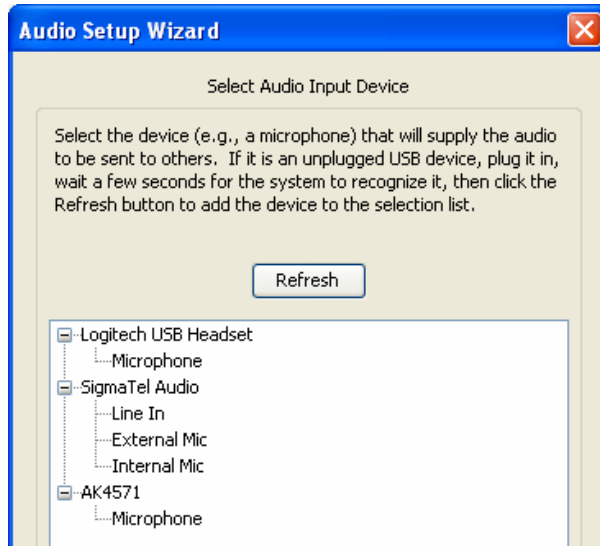 Audio Setup Wizard
Select Audio Input Device
Select the device (e.g., a microphone) that will supply the audio
to be sent to others.  If it is an unplugged USB device, plug it in,
wait a few seconds for the system to recognize it, then click the
Refresh button to add the device to the selection list.
Refresh
Logitech USB Headset
Microphone
SigmaTel Audio
Line In
External Mic
Internal Mic
AK4571
Microphone